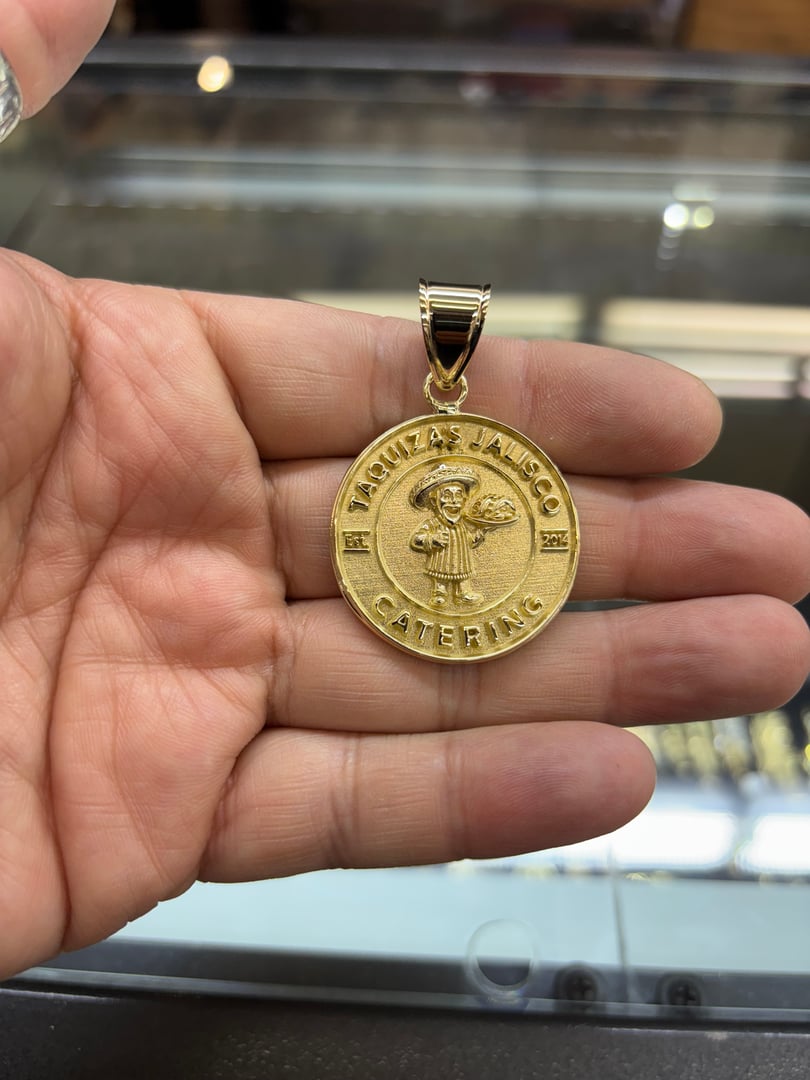 TAQUIZAS JALISCO
Est. 2014
CATERING